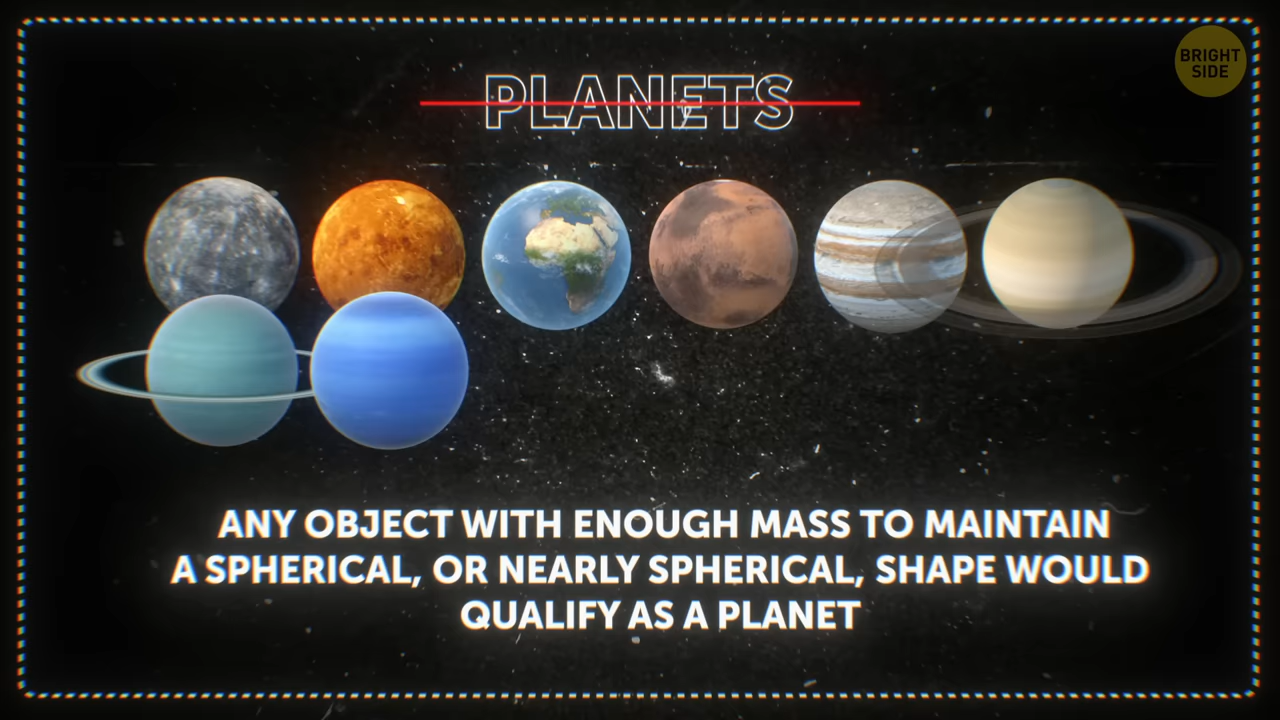 BRIGHT
SIDE
PLANETS
ANY OBJECT WITH ENOUGH MASS TO MAINTAIN
A SPHERICAL, OR NEARLY SPHERICAL, SHAPE WOULD
QUALIFY AS A PLANET